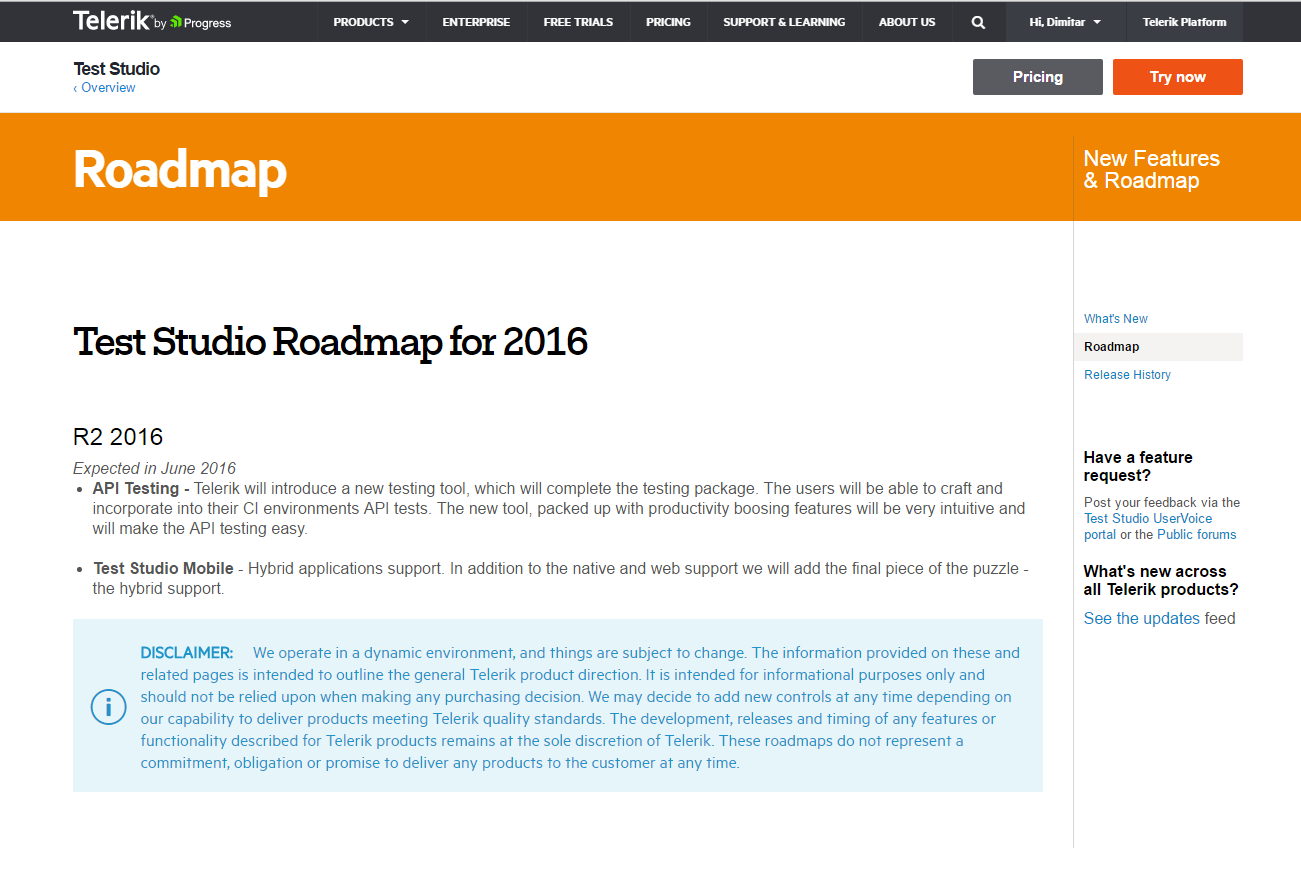 Telerik by Progress PRODUCTS ENTERPRISE FREE TRIALS PRICING SUPPORT & LEARNING ABOUT US Hi, Dimitar Telerik Platform
Test Studio
‹ Overview
Pricing Try now
Roadmap
New Features
& Roadmap
Test Studio Roadmap for 2016
R2 2016
Expected in June 2016
• API Testing - Telerik will introduce a new testing tool, which will complete the testing package. The users will be able to craft and
incorporate into their CI environments API tests. The new tool, packed up with productivity boosing features will be very intuitive and
will make the API testing easy.
• Test Studio Mobile - Hybrid applications support. In addition to the native and web support we will add the final piece of the puzzle -
the hybrid support.
DISCLAIMER: We operate in a dynamic environment, and things are subject to change. The information provided on these and
related pages is intended to outline the general Telerik product direction. It is intended for informational purposes only and
should not be relied upon when making any purchasing decision. We may decide to add new controls at any time depending on
our capability to deliver products meeting Telerik quality standards. The development, releases and timing of any features or
functionality described for Telerik products remains at the sole discretion of Telerik. These roadmaps do not represent a
commitment, obligation or promise to deliver any products to the customer at any time.
What's New
Roadmap
Release History
Have a feature
request?
Post your feedback via the
Test Studio UserVoice
portal or the Public forums
What's new across
all Telerik products?
See the updates feed